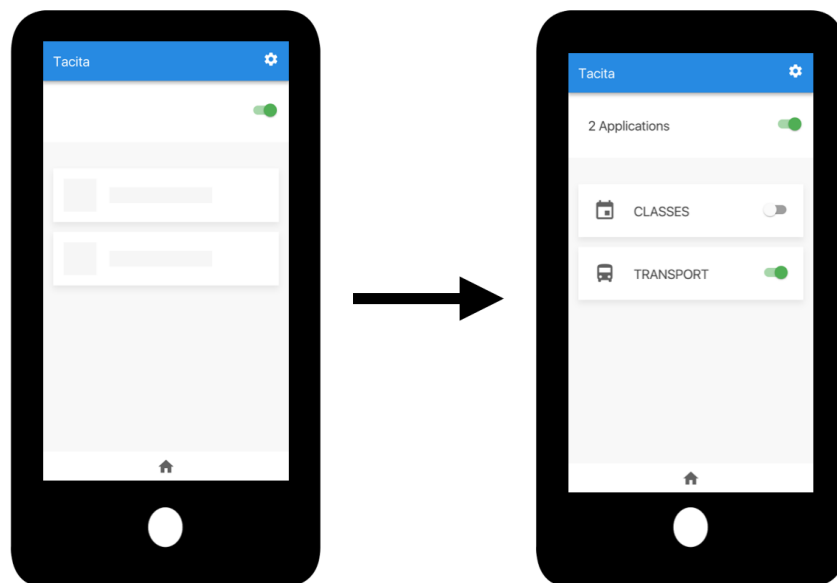 Tacita
Tacita
2 Applications
CLASSES
TRANSPORT